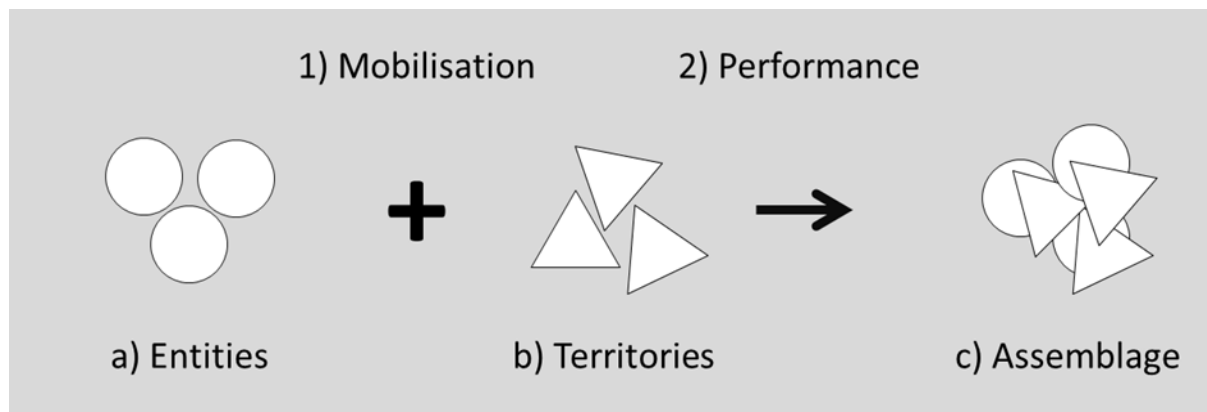 1) Mobilisation
2) Performance
a) Entities
b) Territories
c) Assemblage